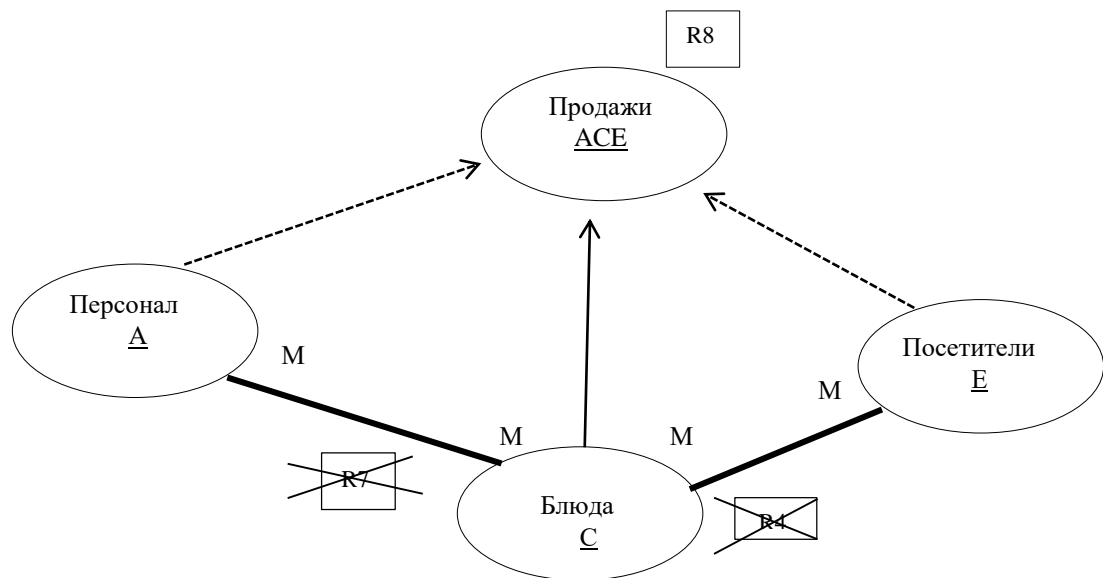 R8
Продажи
ACE
Персонал
A
M
Посетители
E
M
M
M
R7
Блюда
C
R4